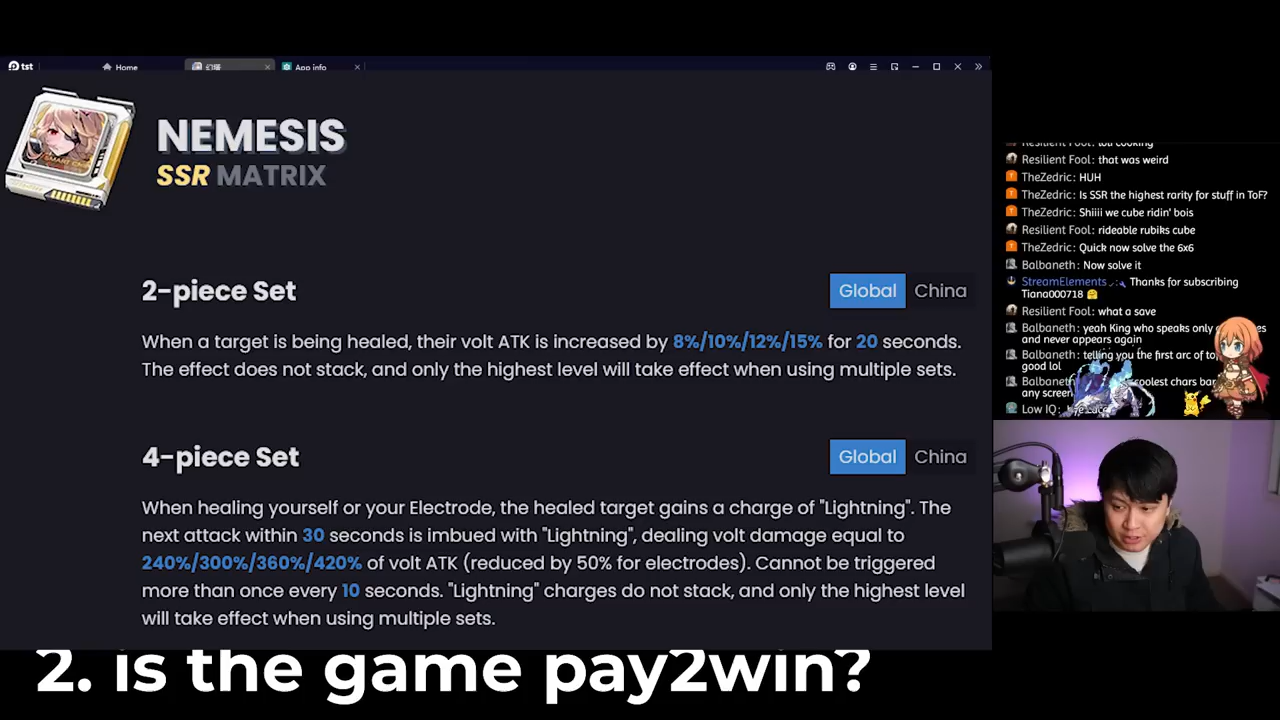 tst
Home
幻塔
App info
NEMESIS
SSR MATRIX
2-piece Set
Global China
When a target is being healed, their volt ATK is increased by 8%/10%/12%/15% for 20 seconds.
The effect does not stack, and only the highest level will take effect when using multiple sets.
4-piece Set
Global China
When healing yourself or your Electrode, the healed target gains a charge of "Lightning". The
next attack within 30 seconds is imbued with "Lightning", dealing volt damage equal to
240%/300%/360%/420% of volt ATK (reduced by 50% for electrodes). Cannot be triggered
more than once every 10 seconds. "Lightning" charges do not stack, and only the highest level
will take effect when using multiple sets.
2. is the game pay2win?
Resilient Fool: that was weird
TheZedric: HUH
TheZedric: Is SSR the highest rarity for stuff in ToF?
TheZedric: Shiiii we cube ridin' bois
Resilient Fool: rideable rubiks cube
TheZedric: Quick now solve the 6x6
Balbaneth: Now solve it
StreamElements: Thanks for subscribing
Tiana000718
Resilient Fool: what a save
Balbaneth: yeah King who speaks only
and never appears again
Balbaneth: telling you the first arc of
good lol
coolest chars
any screen
Low IQ: